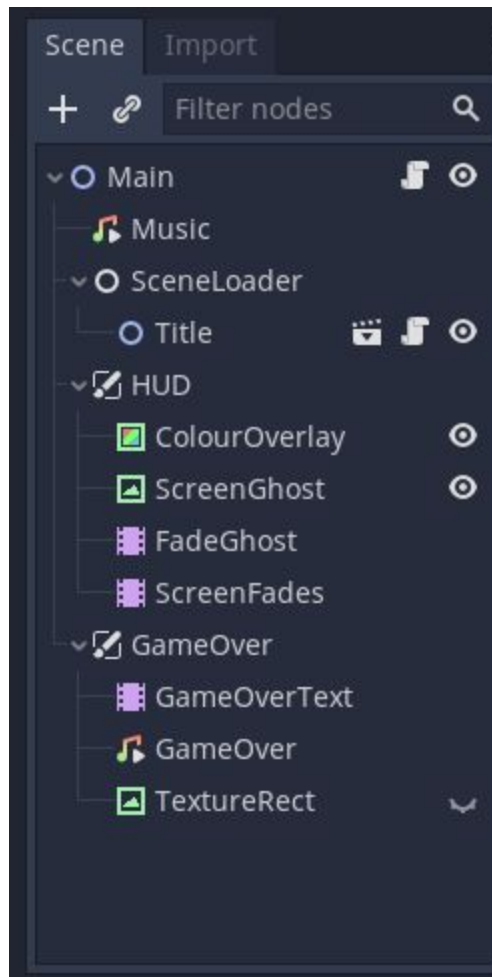 Scene Import
Filter nodes
Main
Music
SceneLoader
Title
HUD
ColourOverlay
ScreenGhost
FadeGhost
ScreenFades
GameOver
GameOverText
GameOver
TextureRect